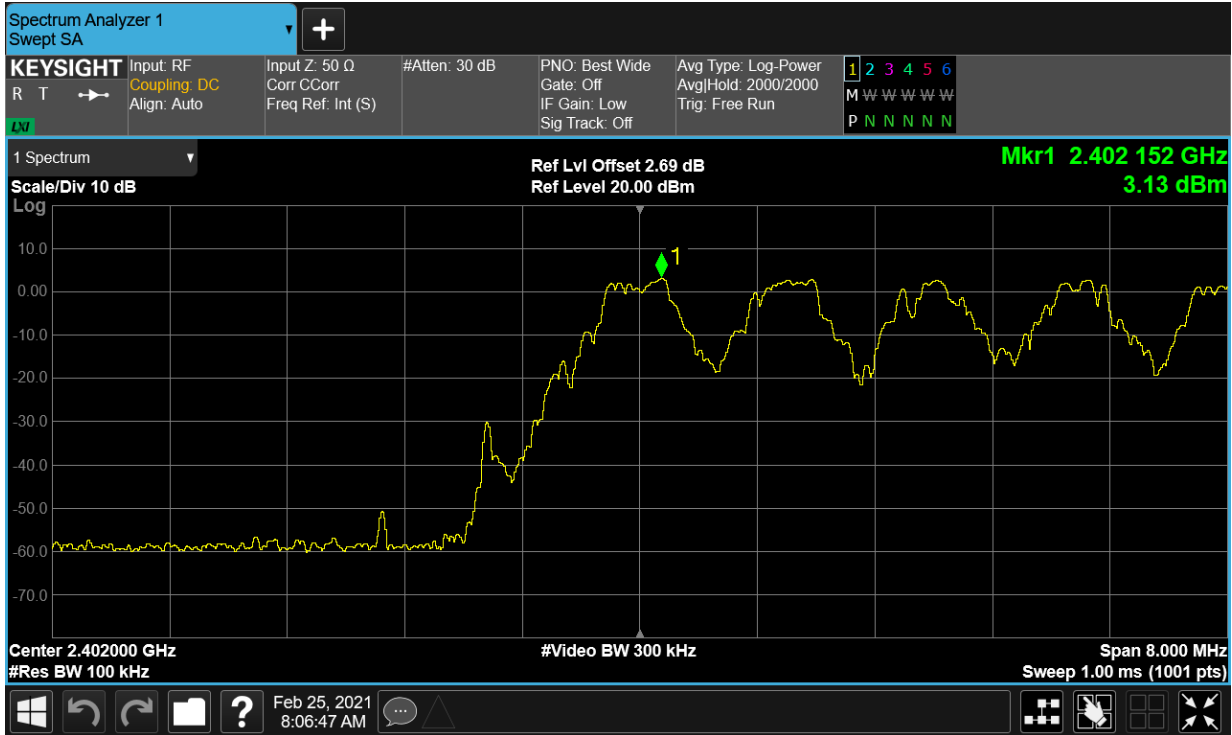 Spectrum Analyzer 1
Swept SA
+
KEYSIGHT
R T
LXI
Input: RF
Coupling: DC
Align: Auto
Input Z: 50 Ω
Corr CCorr
Freq Ref: Int (S)
#Atten: 30 dB
PNO: Best Wide
Gate: Off
IF Gain: Low
Sig Track: Off
Avg Type: Log-Power
Avg|Hold: 2000/2000
Trig: Free Run
1 2 3 4 5 6
M W W W W W
P N N N N N
1 Spectrum
Scale/Div 10 dB
Log
Ref Lvl Offset 2.69 dB
Ref Level 20.00 dBm
Mkr1 2.402 152 GHz
3.13 dBm
1
10.0
0.00
-10.0
-20.0
-30.0
-40.0
-50.0
-60.0
-70.0
Center 2.402000 GHz
#Res BW 100 kHz
#Video BW 300 kHz
Span 8.000 MHz
Sweep 1.00 ms (1001 pts)
?
Feb 25, 2021
8:06:47 AM